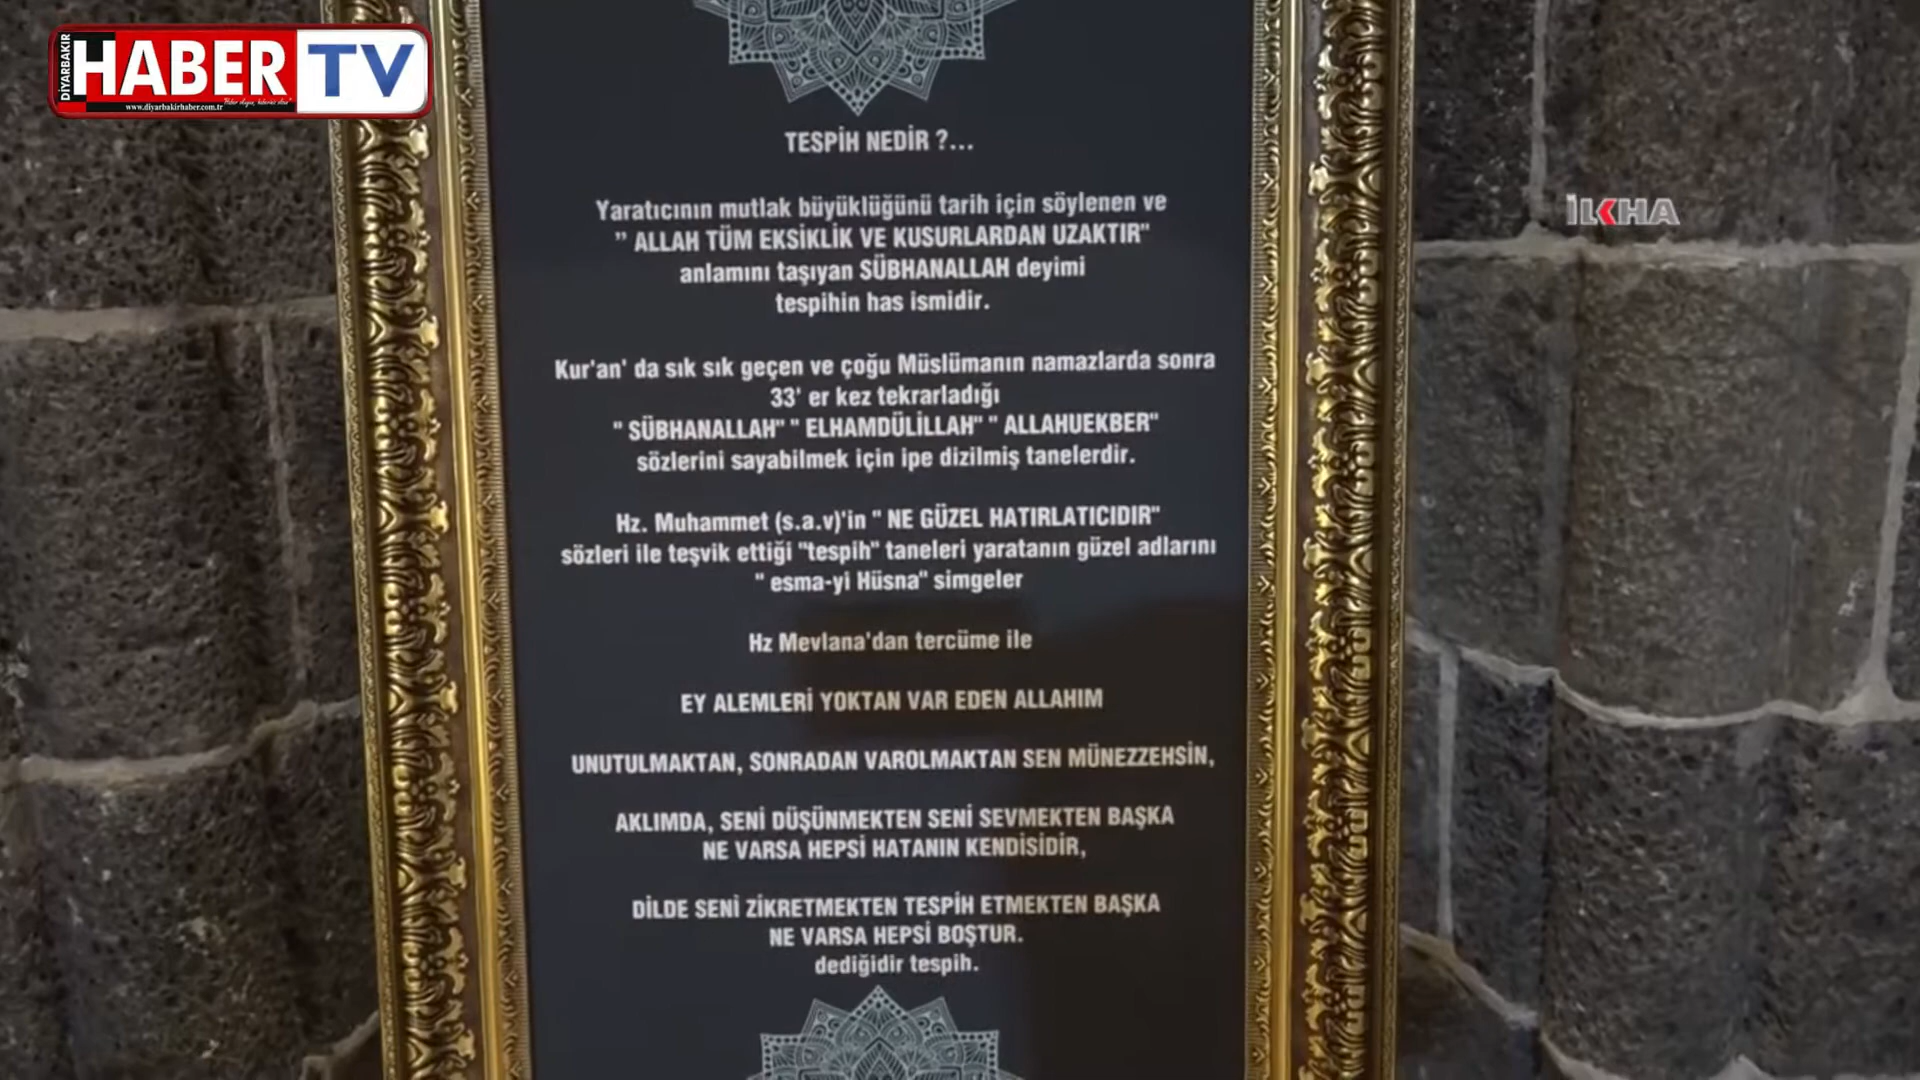 DİYARBAKIR
HABER TV
www.diyarbakirhaber.com.tr
İLKHA
TESPİH NEDİR ?...
Yaratıcının mutlak büyüklüğünü tarih için söylenen ve
" ALLAH TÜM EKSİKLİK VE KUSURLARDAN UZAKTIR"
anlamını taşıyan SÜBHANALLAH deyimi
tespihin has ismidir.
Kur'an' da sık sık geçen ve çoğu Müslümanın namazlarda sonra
33' er kez tekrarladığı
" SÜBHANALLAH" " ELHAMDÜLİLLAH" " ALLAHUEKBER"
sözlerini sayabilmek için ipe dizilmiş tanelerdir.
Hz. Muhammet (s.a.v)'in " NE GÜZEL HATIRLATICIDIR"
sözleri ile teşvik ettiği "tespih" taneleri yaratanın güzel adlarını
" esma-yi Hüsna" simgeler
Hz Mevlana'dan tercüme ile
EY ALEMLERİ YOKTAN VAR EDEN ALLAHIM
UNUTULMAKTAN, SONRADAN VAROLMAKTAN SEN MÜNEZZEHSİN,
AKLIMDA, SENİ DÜŞÜNMEKTEN SENİ SEVMEKTEN BAŞKA
NE VARSA HEPSİ HATANIN KENDİSİDİR,
DİLDE SENİ ZİKRETMEKTEN TESPİH ETMEKTEN BAŞKA
NE VARSA HEPSİ BOŞTUR.
dediğidir tespih.